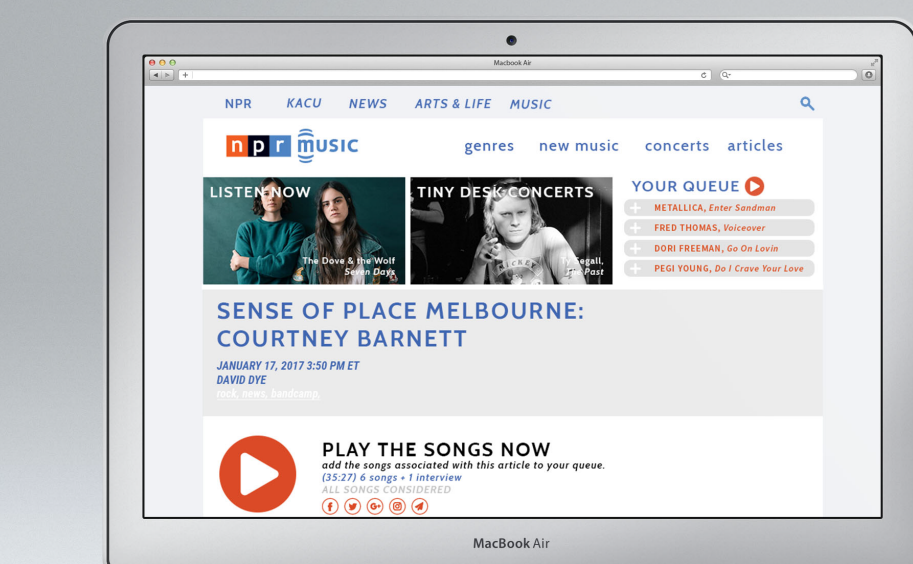 Macbook Air
NPR KACU NEWS ARTS & LIFE MUSIC
npr music
genres new music concerts articles
LISTEN NOW
The Dove & the Wolf
Seven Days
TINY DESK CONCERTS
Ty Segall,
The Past
YOUR QUEUE
METALLICA, Enter Sandman
FRED THOMAS, Voiceover
DORI FREEMAN, Go On Lovin
PEGI YOUNG, Do I Crave Your Love
SENSE OF PLACE MELBOURNE:
COURTNEY BARNETT
JANUARY 17, 2017 3:50 PM ET
DAVID DYE
rock, news, bandcamp,
PLAY THE SONGS NOW
add the songs associated with this article to your queue.
(35:27) 6 songs + 1 interview
ALL SONGS CONSIDERED
MacBook Air